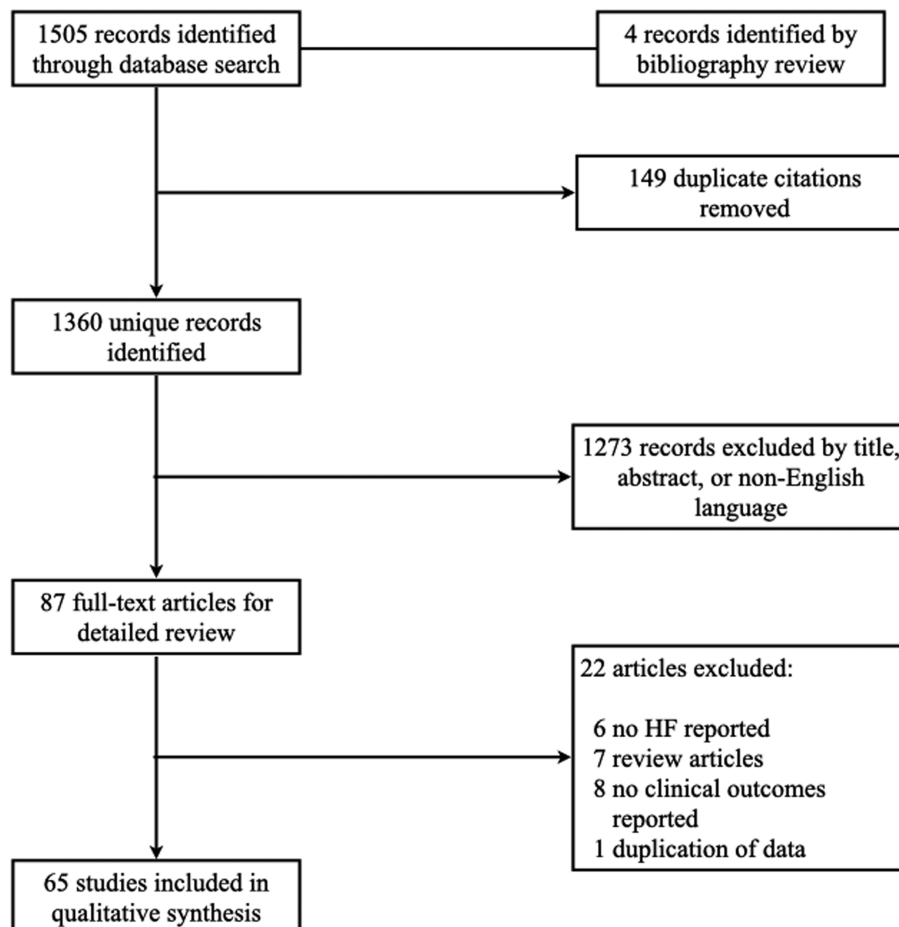 1505 records identified
through database search
4 records identified by
bibliography review
149 duplicate citations
removed
1360 unique records
identified
1273 records excluded by title,
abstract, or non-English
language
87 full-text articles for
detailed review
22 articles excluded:
6 no HF reported
7 review articles
8 no clinical outcomes
reported
1 duplication of data
65 studies included in
qualitative synthesis